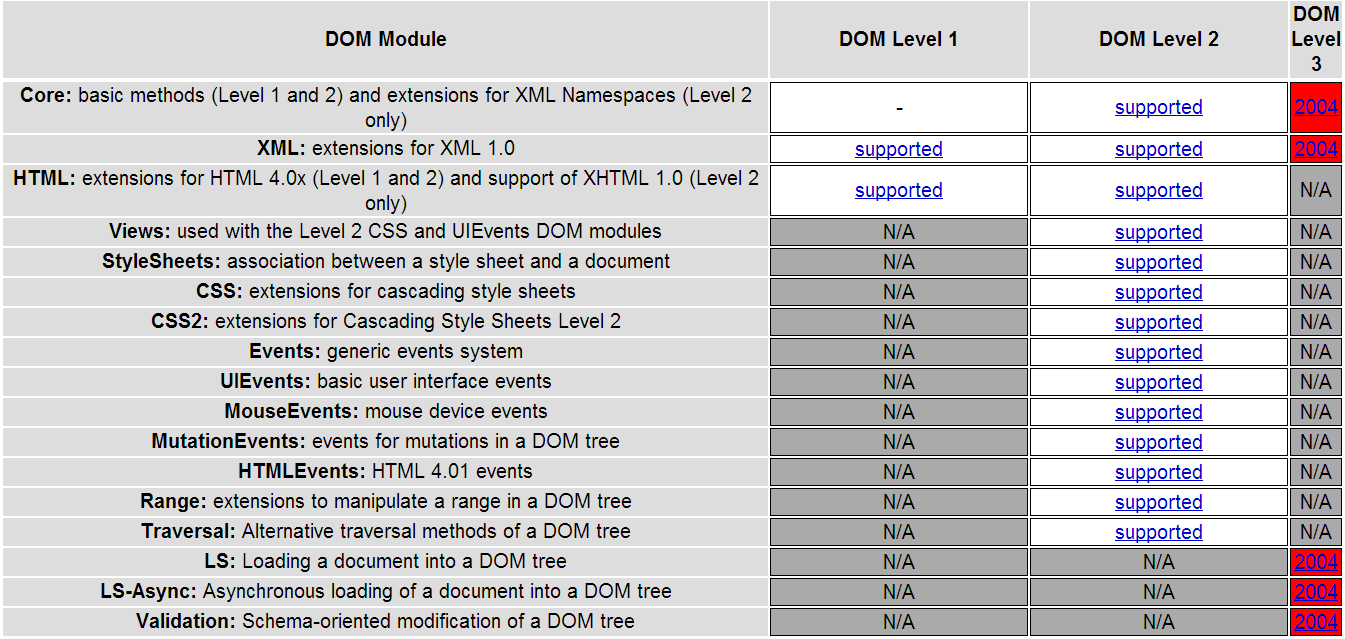 DOM Module DOM Level 1 DOM Level 2 DOM Level 3
Core: basic methods (Level 1 and 2) and extensions for XML Namespaces (Level 2
only) - supported 2004
XML: extensions for XML 1.0 supported supported 2004
HTML: extensions for HTML 4.0x (Level 1 and 2) and support of XHTML 1.0 (Level 2
only) supported supported N/A
Views: used with the Level 2 CSS and UIEvents DOM modules N/A supported N/A
StyleSheets: association between a style sheet and a document N/A supported N/A
CSS: extensions for cascading style sheets N/A supported N/A
CSS2: extensions for Cascading Style Sheets Level 2 N/A supported N/A
Events: generic events system N/A supported N/A
UIEvents: basic user interface events N/A supported N/A
MouseEvents: mouse device events N/A supported N/A
MutationEvents: events for mutations in a DOM tree N/A supported N/A
HTMLEvents: HTML 4.01 events N/A supported N/A
Range: extensions to manipulate a range in a DOM tree N/A supported N/A
Traversal: Alternative traversal methods of a DOM tree N/A supported N/A
LS: Loading a document into a DOM tree N/A N/A 2004
LS-Async: Asynchronous loading of a document into a DOM tree N/A N/A 2004
Validation: Schema-oriented modification of a DOM tree N/A N/A 2004